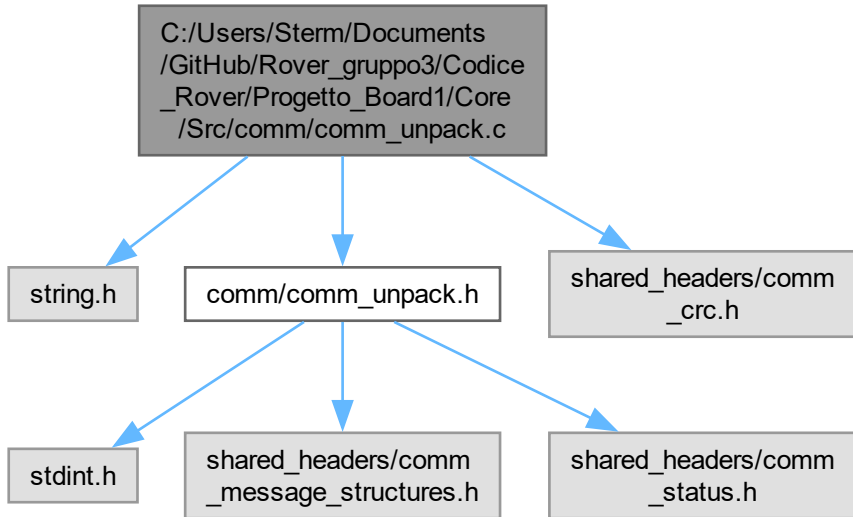 C:/Users/Sterm/Documents
/GitHub/Rover_gruppo3/Codice
_Rover/Progetto_Board1/Core
/Src/comm/comm_unpack.c
string.h
comm/comm_unpack.h
shared_headers/comm
_crc.h
stdint.h
shared_headers/comm
_message_structures.h
shared_headers/comm
_status.h